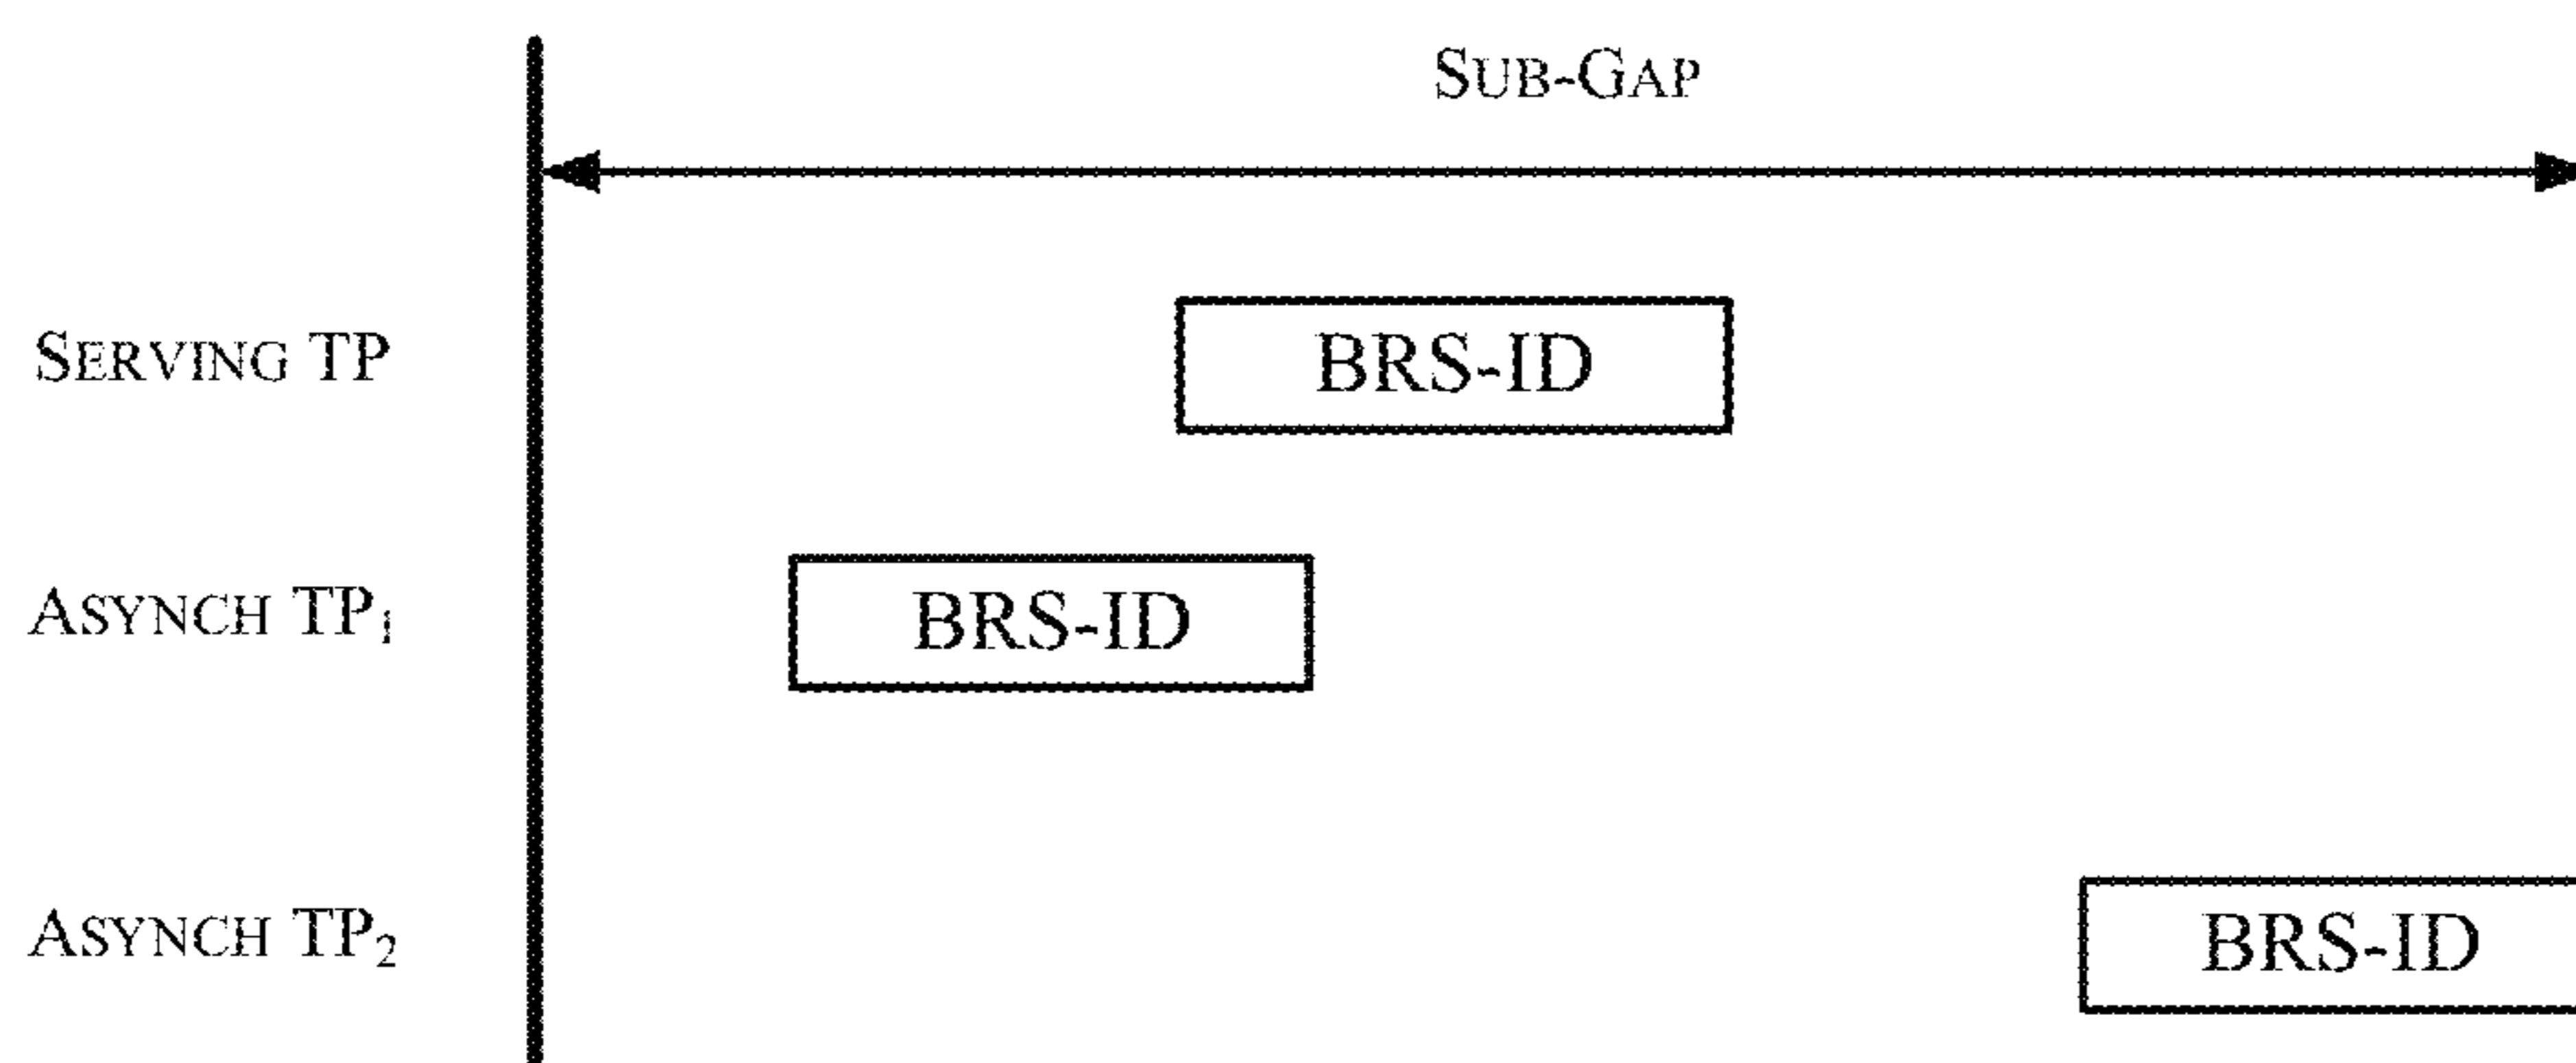 SUB-GAP
SERVING TP
BRS-ID
ASYNCH TP₁
BRS-ID
ASYNCH TP₂
BRS-ID